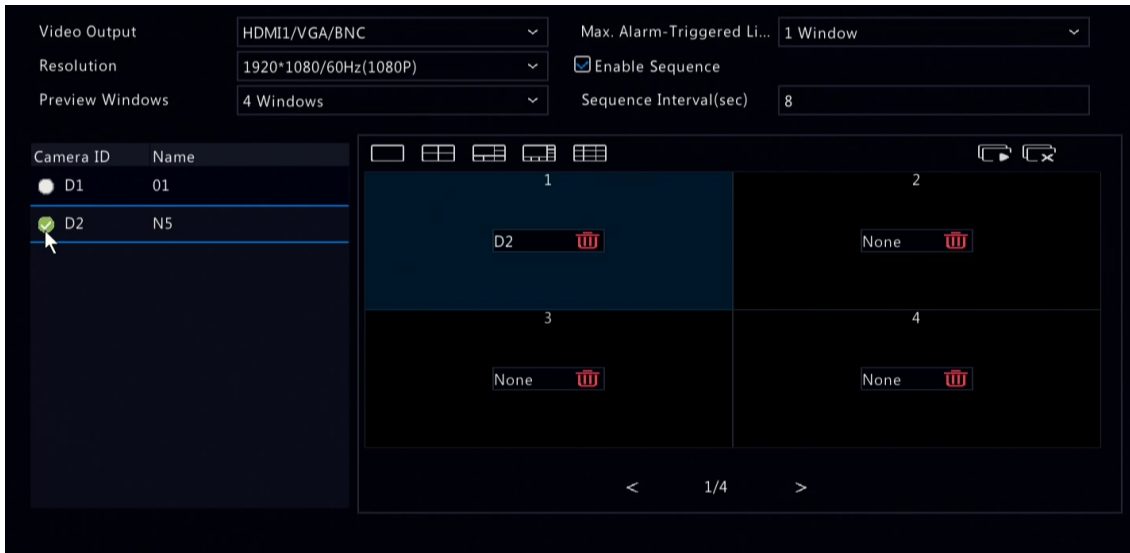 Video Output HDMI1/VGA/BNC Max. Alarm-Triggered Li... 1 Window
Resolution 1920*1080/60Hz(1080P) Enable Sequence
Preview Windows 4 Windows Sequence Interval(sec) 8
Camera ID Name
D1 01
D2 N5
1 2
D2 None
3 4
None None
< 1/4 >